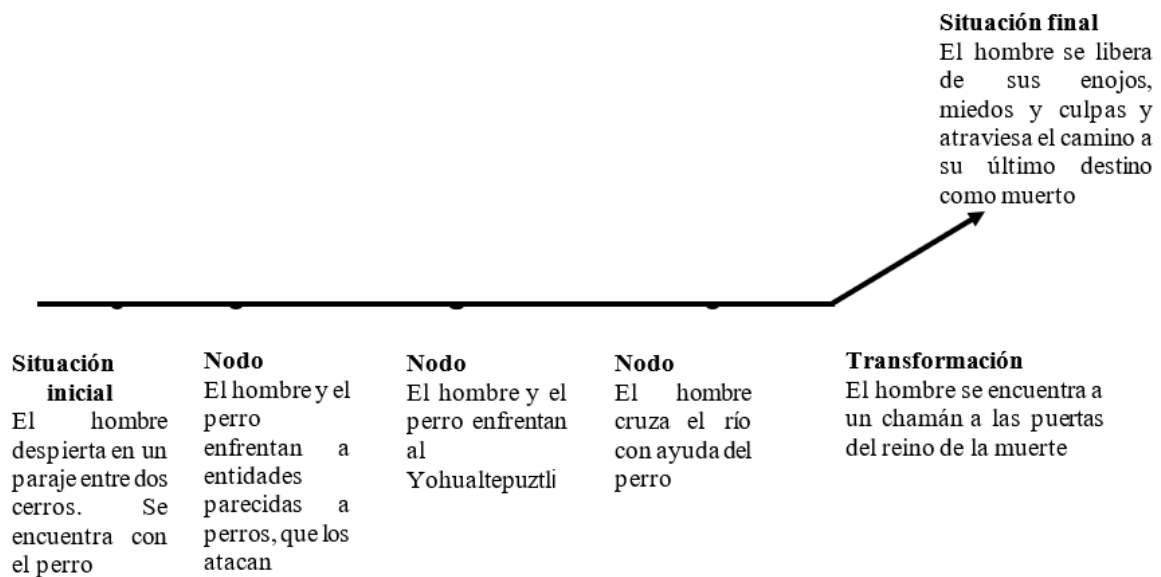 Situación final
El hombre se libera
de sus enojos,
miedos y culpas y
atraviesa el camino a
su último destino
como muerto
Situación
inicial
El hombre
despierta en un
paraje entre dos
cerros. Se
encuentra con
el perro
Nodo
El hombre y el
perro
enfrentan a
entidades
parecidas a
perros, que los
atacan
Nodo
El hombre y el
perro enfrentan
al
Yohualtepuztli
Nodo
El hombre
cruza el río
con ayuda del
perro
Transformación
El hombre se encuentra a
un chamán a las puertas
del reino de la muerte